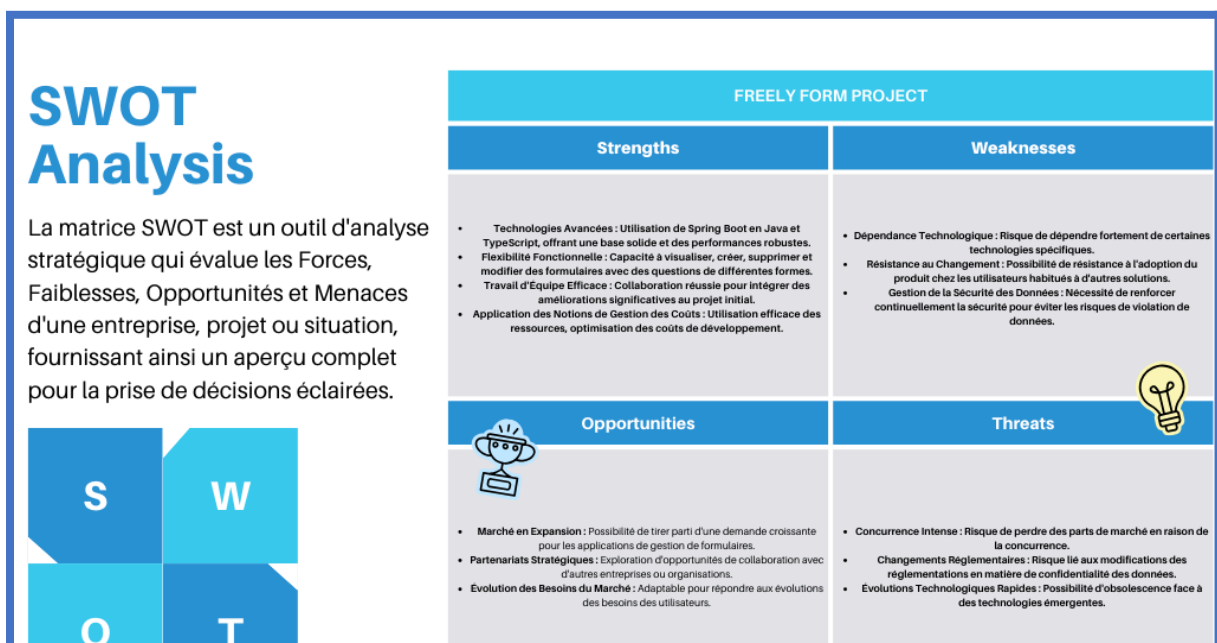 SWOT
Analysis
La matrice SWOT est un outil d'analyse
stratégique qui évalue les Forces,
Faiblesses, Opportunités et Menaces
d'une entreprise, projet ou situation,
fournissant ainsi un aperçu complet
pour la prise de décisions éclairées.
S W
O T
FREELY FORM PROJECT
Strengths
• Technologies Avancées : Utilisation de Spring Boot en Java et
TypeScript, offrant une base solide et des performances robustes.
• Flexibilité Fonctionnelle : Capacité à visualiser, créer, supprimer et
modifier des formulaires avec des questions de différentes formes.
• Travail d'Équipe Efficace : Collaboration réussie pour intégrer des
améliorations significatives au projet initial.
• Application des Notions de Gestion des Coûts : Utilisation efficace des
ressources, optimisation des coûts de développement.
Weaknesses
• Dépendance Technologique : Risque de dépendre fortement de certaines
technologies spécifiques.
• Résistance au Changement : Possibilité de résistance à l'adoption du
produit chez les utilisateurs habitués à d'autres solutions.
• Gestion de la Sécurité des Données : Nécessité de renforcer
continuellement la sécurité pour éviter les risques de violation de
données.
Opportunities
• Marché en Expansion : Possibilité de tirer parti d'une demande croissante
pour les applications de gestion de formulaires.
• Partenariats Stratégiques : Exploration d'opportunités de collaboration avec
d'autres entreprises ou organisations.
• Évolution des Besoins du Marché : Adaptable pour répondre aux évolutions
des besoins des utilisateurs.
Threats
• Concurrence Intense : Risque de perdre des parts de marché en raison de
la concurrence.
• Changements Réglementaires : Risque lié aux modifications des
réglementations en matière de confidentialité des données.
• Évolutions Technologiques Rapides : Possibilité d'obsolescence face à
des technologies émergentes.